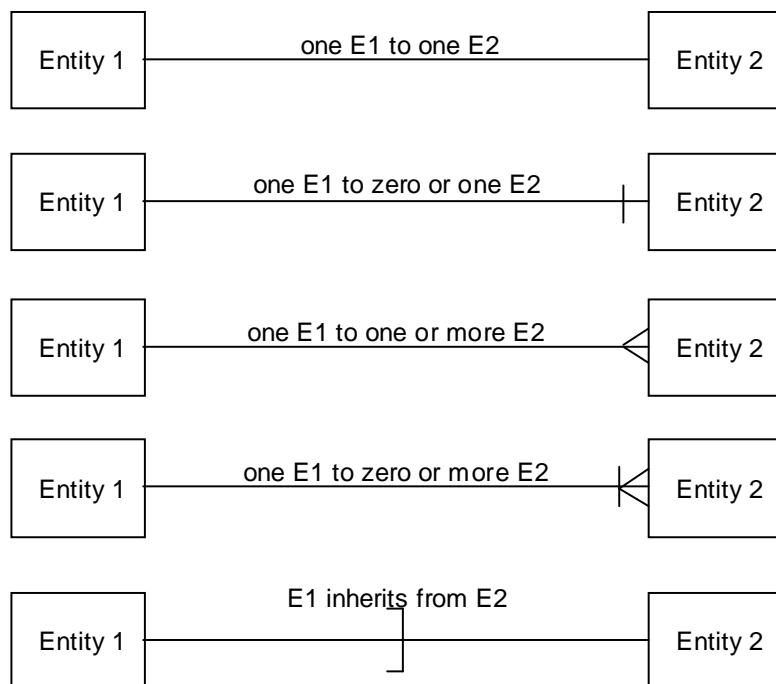 Entity 1 one E1 to one E2 Entity 2
Entity 1 one E1 to zero or one E2 Entity 2
Entity 1 one E1 to one or more E2 Entity 2
Entity 1 one E1 to zero or more E2 Entity 2
Entity 1 E1 inherits from E2 Entity 2